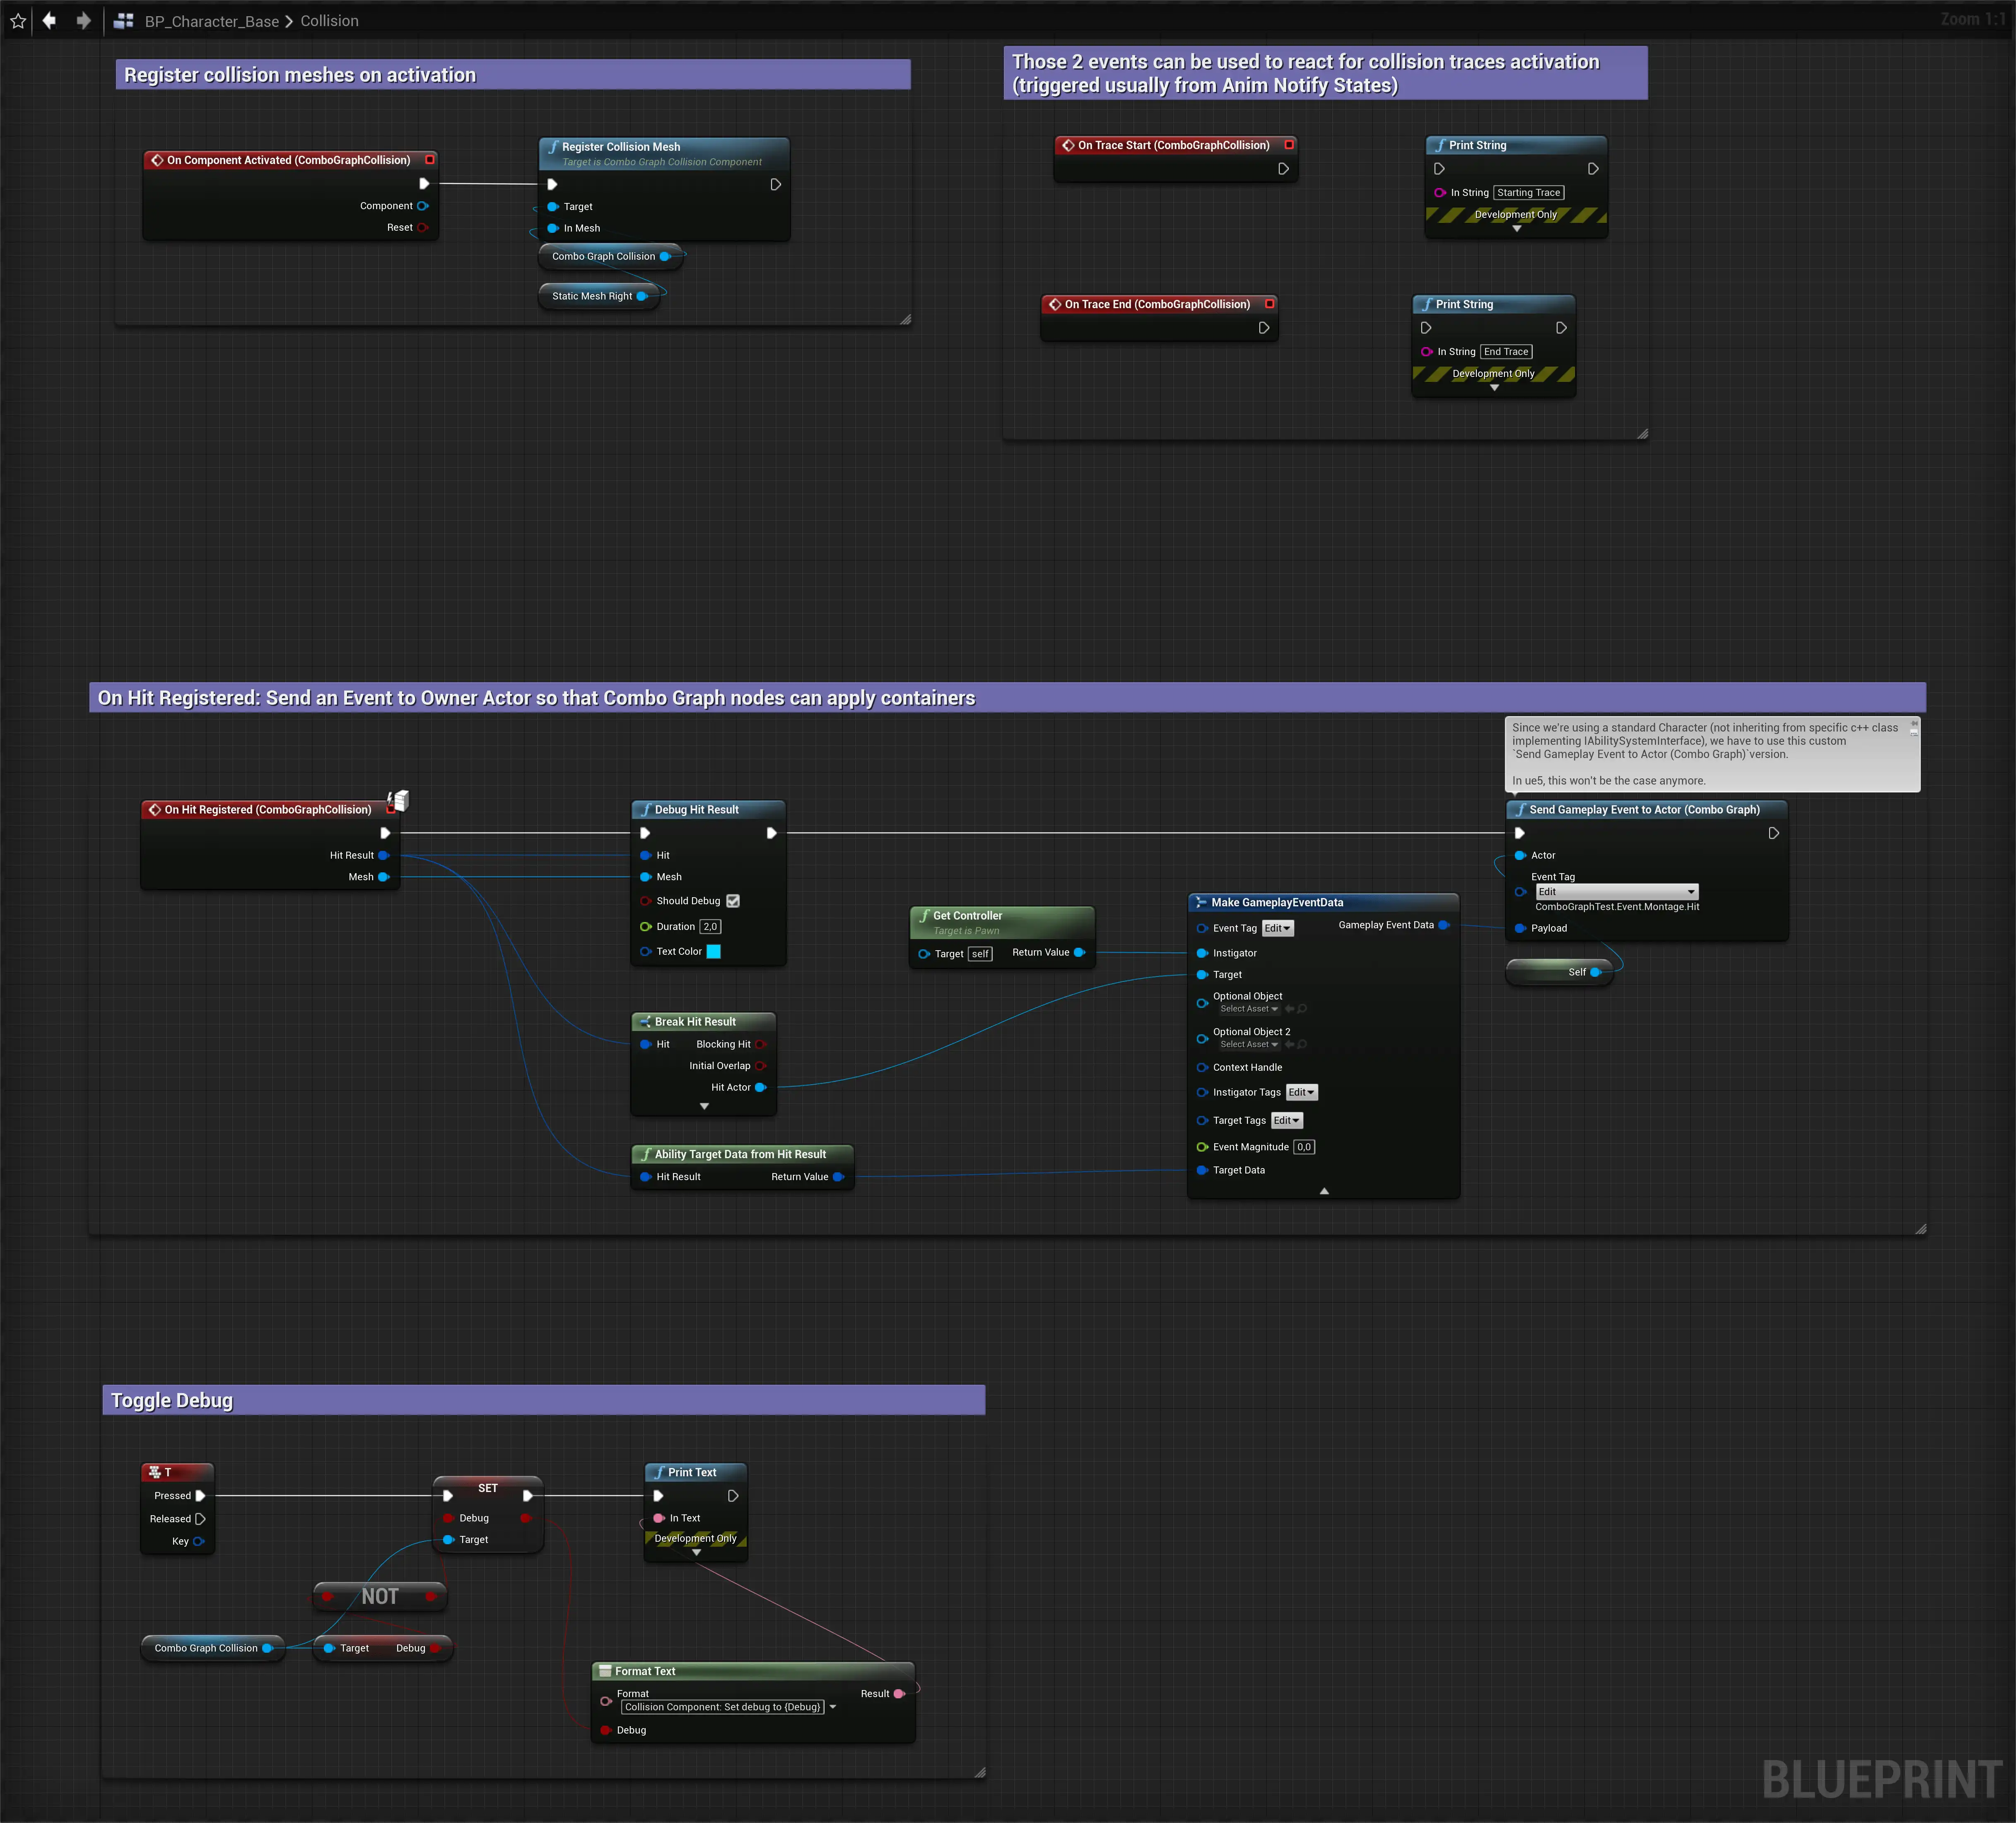 BP_Character_Base > Collision
Zoom 1:1
Register collision meshes on activation
On Component Activated (ComboGraphCollision)
Component
Reset
Register Collision Mesh
Target is Combo Graph Collision Component
Target
In Mesh
Combo Graph Collision
Static Mesh Right
Those 2 events can be used to react for collision traces activation
(triggered usually from Anim Notify States)
On Trace Start (ComboGraphCollision)
Print String
In String Starting Trace
Development Only
On Trace End (ComboGraphCollision)
Print String
In String End Trace
Development Only
On Hit Registered: Send an Event to Owner Actor so that Combo Graph nodes can apply containers
Since we're using a standard Character (not inheriting from specific c++ class
implementing IAbilitySystemInterface), we have to use this custom
`Send Gameplay Event to Actor (Combo Graph)`version.
In ue5, this won't be the case anymore.
On Hit Registered (ComboGraphCollision)
Hit Result
Mesh
Debug Hit Result
Hit
Mesh
Should Debug
Duration 2,0
Text Color
Break Hit Result
Hit Blocking Hit
Initial Overlap
Hit Actor
Ability Target Data from Hit Result
Hit Result Return Value
Get Controller
Target is Pawn
Target self Return Value
Make GameplayEventData
Event Tag Edit Gameplay Event Data
Instigator
Target
Optional Object
Select Asset
Optional Object 2
Select Asset
Context Handle
Instigator Tags Edit
Target Tags Edit
Event Magnitude 0,0
Target Data
Send Gameplay Event to Actor (Combo Graph)
Actor
Event Tag
Edit
ComboGraphTest.Event.Montage.Hit
Payload
Self
Toggle Debug
T
Pressed
Released
Key
SET
Debug
Target
Print Text
In Text
Development Only
NOT
Combo Graph Collision
Target Debug
Format Text
Format Result
Collision Component: Set debug to {Debug}
Debug
BLUEPRINT